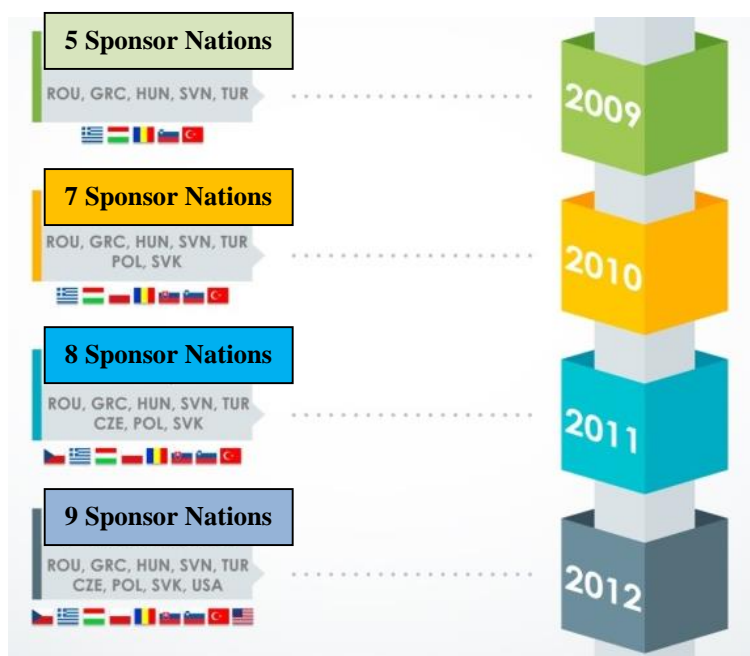 5 Sponsor Nations
ROU, GRC, HUN, SVN, TUR
2009
7 Sponsor Nations
ROU, GRC, HUN, SVN, TUR
POL, SVK
2010
8 Sponsor Nations
ROU, GRC, HUN, SVN, TUR
CZE, POL, SVK
2011
9 Sponsor Nations
ROU, GRC, HUN, SVN, TUR
CZE, POL, SVK, USA
2012